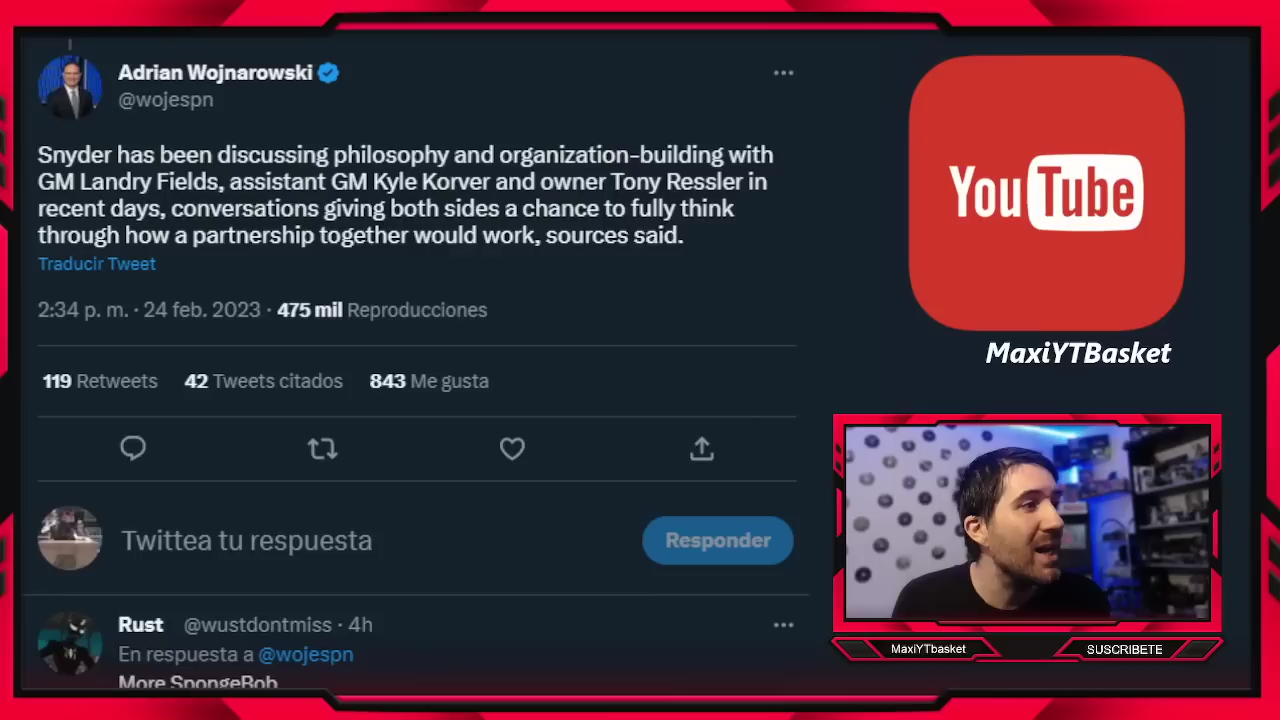 Adrian Wojnarowski
@wojespn
Snyder has been discussing philosophy and organization-building with
GM Landry Fields, assistant GM Kyle Korver and owner Tony Ressler in
recent days, conversations giving both sides a chance to fully think
through how a partnership together would work, sources said.
Traducir Tweet
2:34 p. m. · 24 feb. 2023 · 475 mil Reproducciones
119 Retweets 42 Tweets citados 843 Me gusta
Twittea tu respuesta
Responder
Rust @wustdontmiss · 4h
En respuesta a @wojespn
More SpongeBob
YouTube
MaxiYTBasket
MaxiYTbasket
SUSCRIBETE